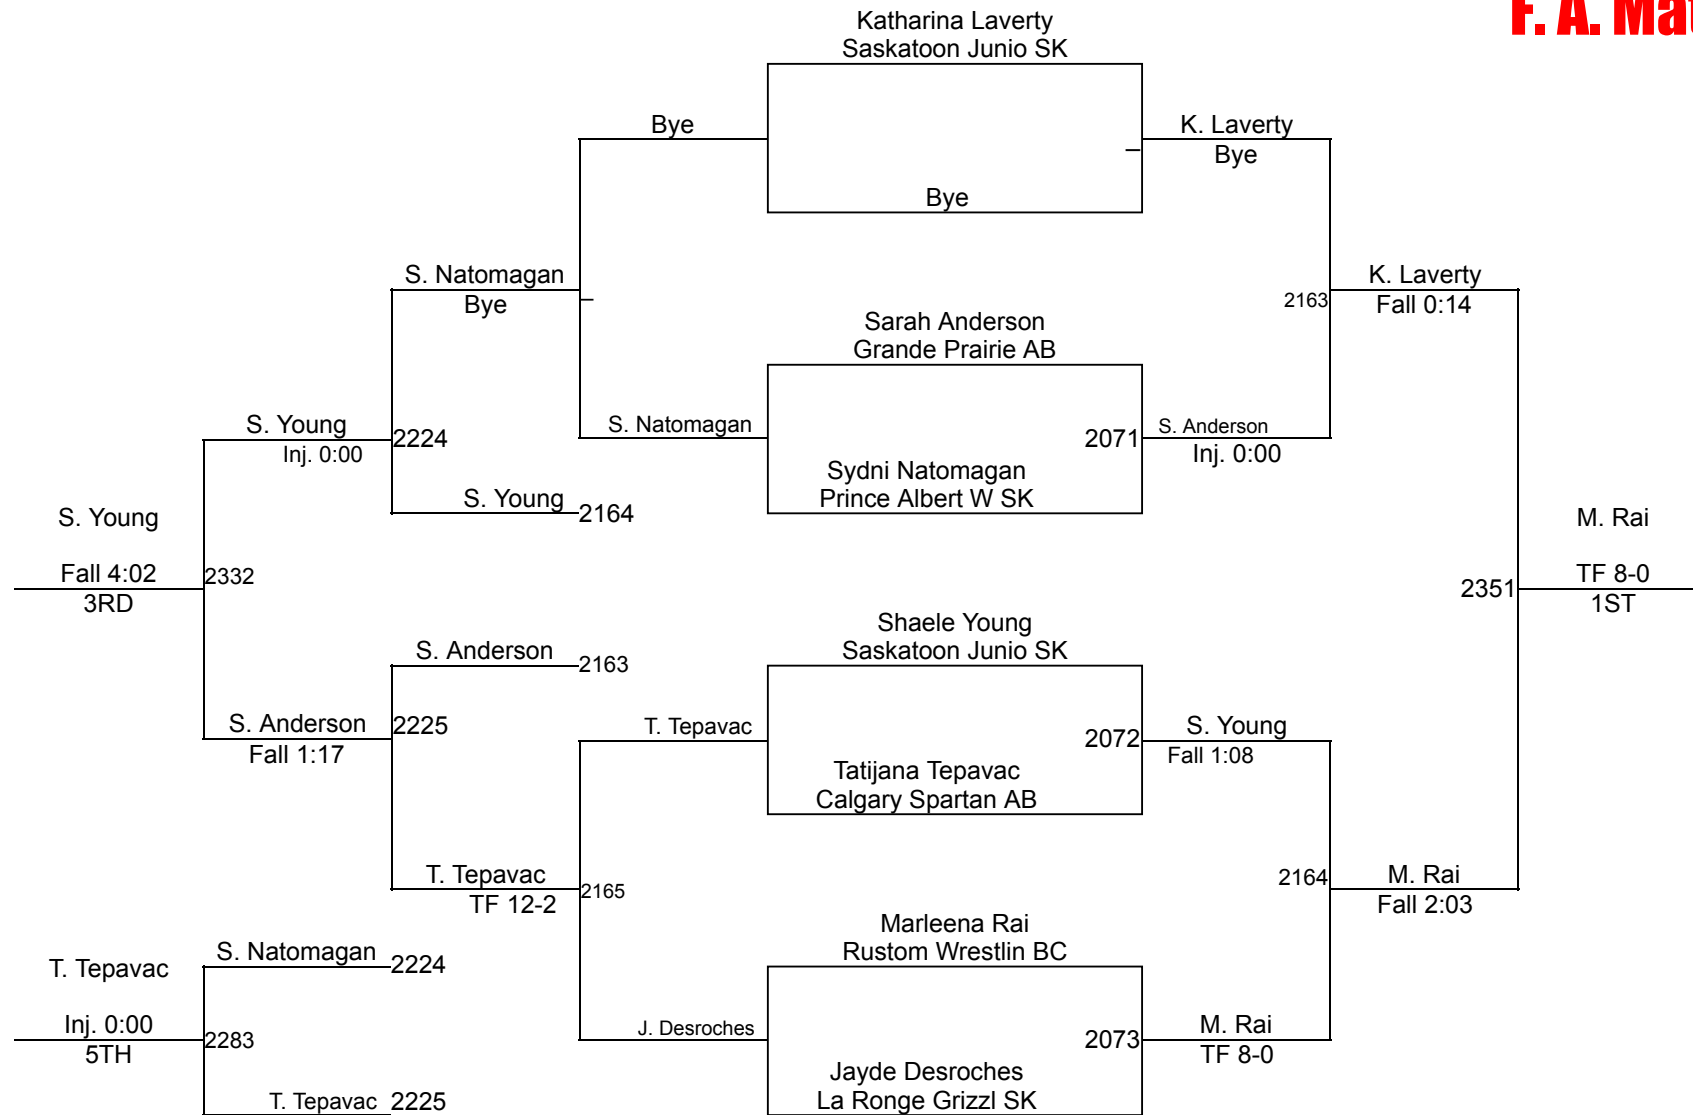 F. A. Mat
Katharina Laverty
Saskatoon Junio SK
Bye
K. Laverty
–
Bye
Bye
S. Natomagan
–
Bye
K. Laverty
2163
Fall 0:14
Sarah Anderson
Grande Prairie AB
S. Young
2224
Inj. 0:00
S. Natomagan
2071
S. Anderson
Inj. 0:00
Sydni Natomagan
Prince Albert W SK
S. Young
2164
S. Young
M. Rai
Fall 4:02
2332
3RD
2351
TF 8-0
1ST
Shaele Young
Saskatoon Junio SK
S. Anderson
2163
S. Anderson
2225
Fall 1:17
T. Tepavac
2072
S. Young
Fall 1:08
Tatijana Tepavac
Calgary Spartan AB
T. Tepavac
2165
TF 12-2
2164
M. Rai
Fall 2:03
Marleena Rai
Rustom Wrestlin BC
S. Natomagan
2224
T. Tepavac
Inj. 0:00
2283
5TH
J. Desroches
2073
M. Rai
TF 8-0
Jayde Desroches
La Ronge Grizzl SK
T. Tepavac
2225